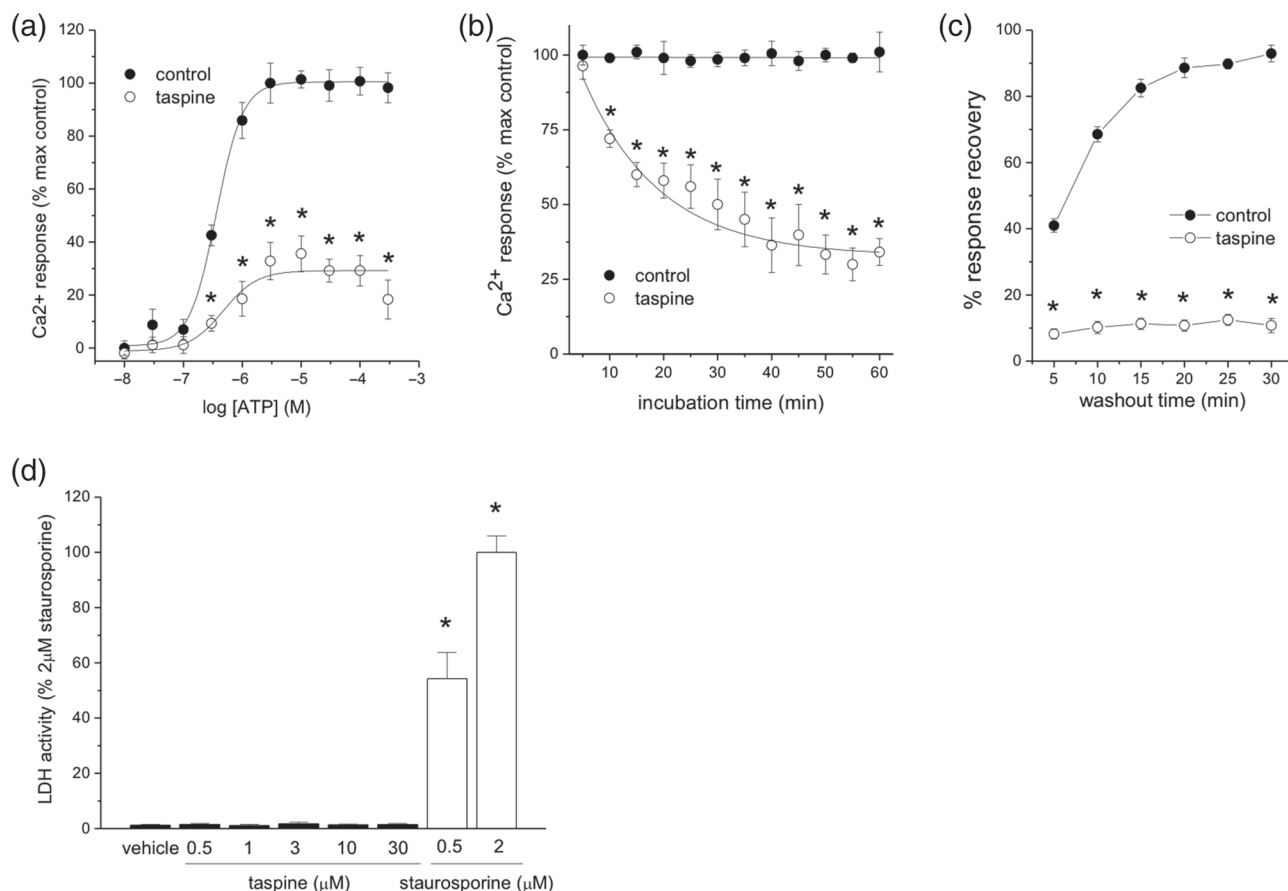 (a)
120
100
80
60
40
20
0
Ca2+ response (% max control)
control
taspine
* * * * * * *
–8 –7 –6 –5 –4 –3
log [ATP] (M)
(b)
100
75
50
25
0
Ca2+ response (% max control)
* * * * * * * * * * *
control
taspine
10 20 30 40 50 60
incubation time (min)
(c)
100
80
60
40
20
0
% response recovery
control
taspine
* * * * * *
5 10 15 20 25 30
washout time (min)
(d)
120
100
80
60
40
20
0
LDH activity (% 2μM staurosporine)
* *
vehicle 0.5 1 3 10 30 0.5 2
taspine (μM) staurosporine (μM)